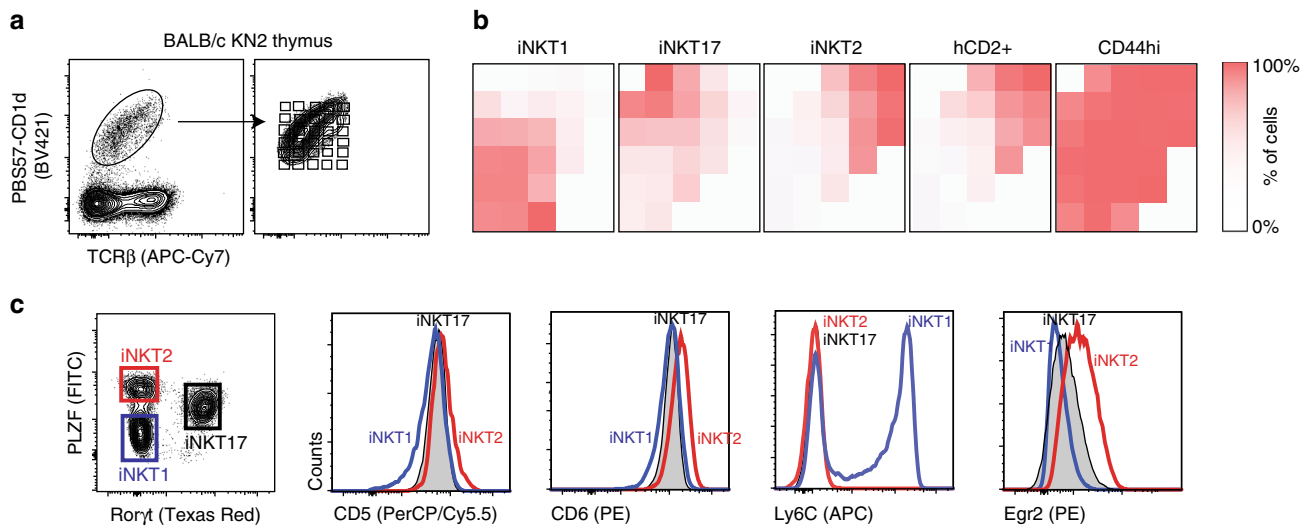 a
BALB/c KN2 thymus
PBS57-CD1d
(BV421)
TCRβ (APC-Cy7)
b
iNKT1
iNKT17
iNKT2
hCD2+
CD44hi
100%
% of cells
0%
c
PLZF (FITC)
iNKT2
iNKT17
iNKT1
Rorγt (Texas Red)
Counts
iNKT17
iNKT1
iNKT2
CD5 (PerCP/Cy5.5)
iNKT17
iNKT1
iNKT2
CD6 (PE)
iNKT2
iNKT17
iNKT1
Ly6C (APC)
iNKT17
iNKT1
iNKT2
Egr2 (PE)